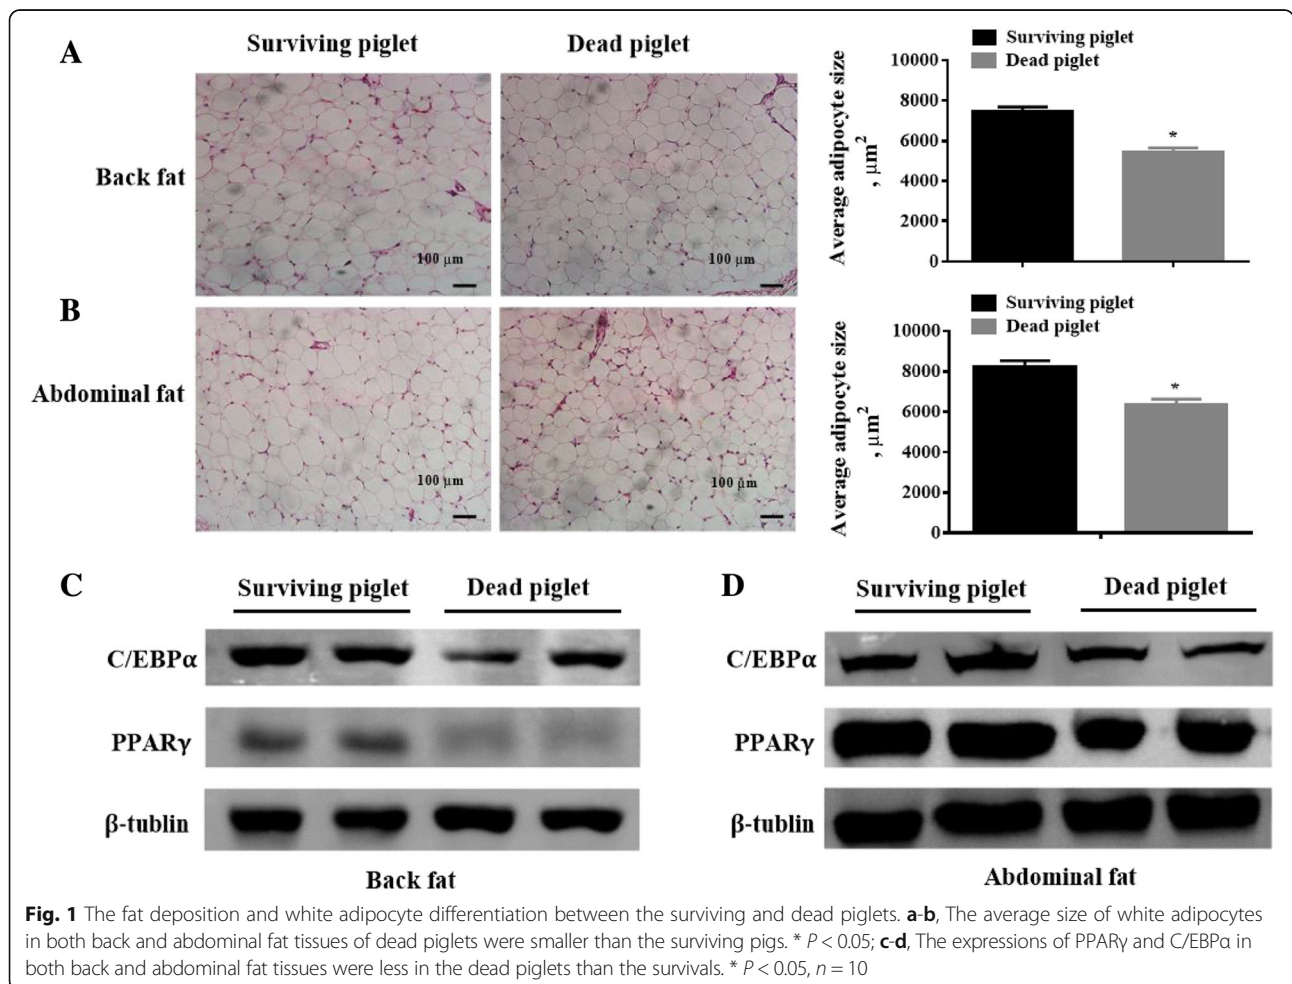 A
Surviving piglet
Dead piglet
Back fat
100 μm
100 μm
Surviving piglet
Dead piglet
Average adipocyte size
, μm2
10000
8000
6000
4000
2000
0
*
B
Abdominal fat
100 μm
100 μm
Surviving piglet
Dead piglet
Average adipocyte size
, μm2
10000
8000
6000
4000
2000
0
*
C
Surviving piglet
Dead piglet
C/EBPα
PPARγ
β-tublin
Back fat
D
Surviving piglet
Dead piglet
C/EBPα
PPARγ
β-tublin
Abdominal fat
Fig. 1 The fat deposition and white adipocyte differentiation between the surviving and dead piglets. a-b, The average size of white adipocytes
in both back and abdominal fat tissues of dead piglets were smaller than the surviving pigs. * P < 0.05; c-d, The expressions of PPARγ and C/EBPα in
both back and abdominal fat tissues were less in the dead piglets than the survivals. * P < 0.05, n = 10